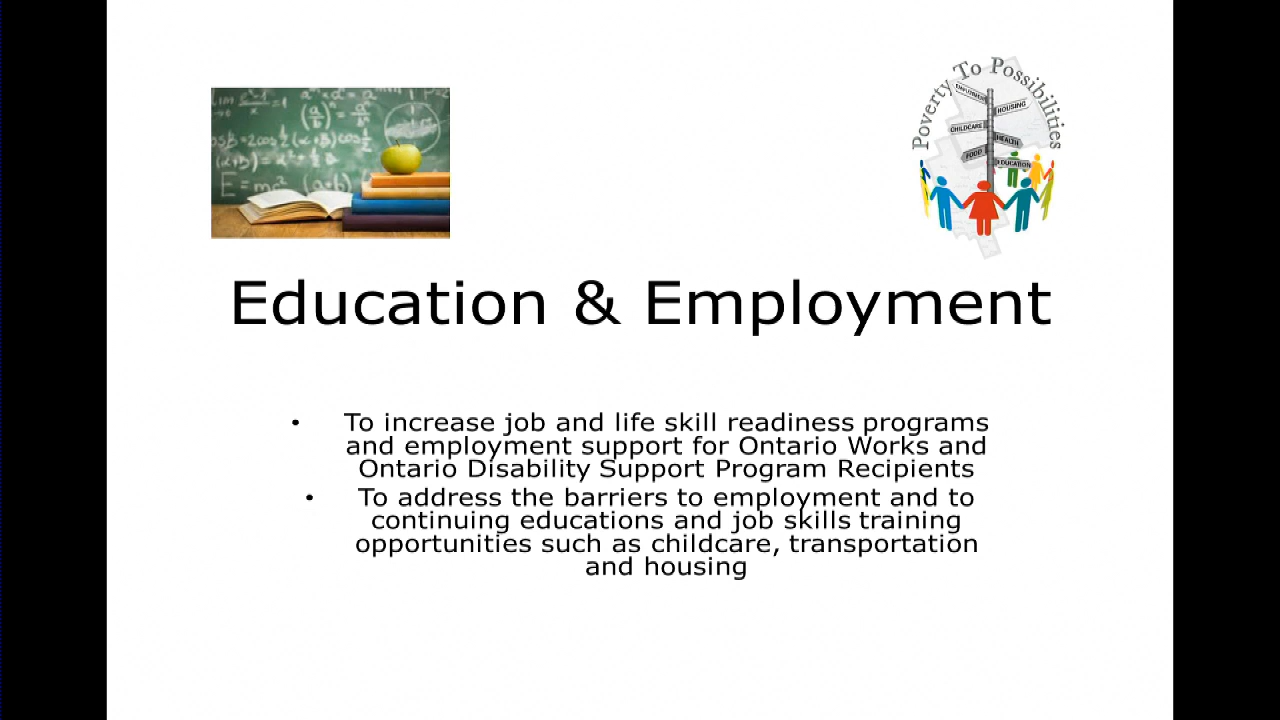 Poverty To Possibilities
HOUSING
CHILDCARE
HEALTH
FOOD
EDUCATION
Education & Employment
• To increase job and life skill readiness programs
and employment support for Ontario Works and
Ontario Disability Support Program Recipients
• To address the barriers to employment and to
continuing educations and job skills training
opportunities such as childcare, transportation
and housing